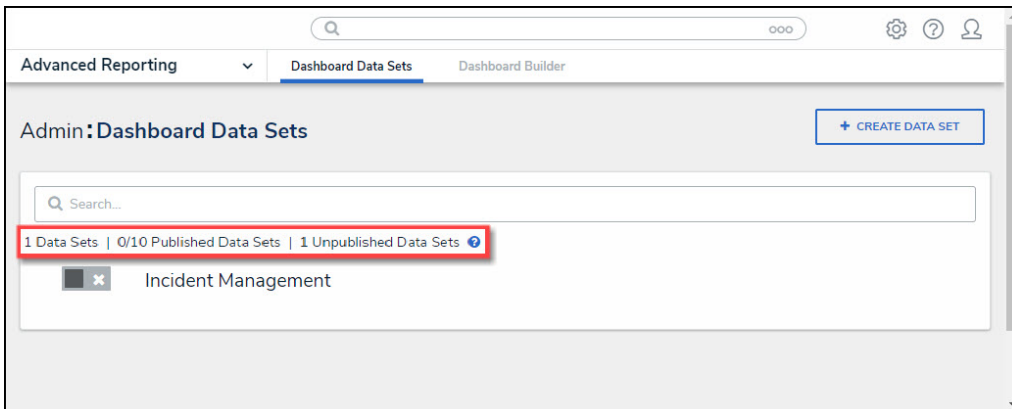 ooo
Advanced Reporting Dashboard Data Sets Dashboard Builder
Admin:Dashboard Data Sets
+ CREATE DATA SET
Search...
1 Data Sets | 0/10 Published Data Sets | 1 Unpublished Data Sets ?
Incident Management